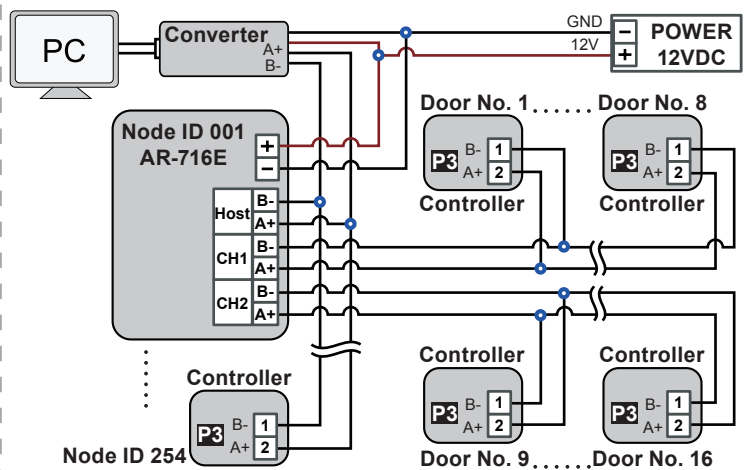 PC
Converter
A+
B-
GND
12V
− POWER
+ 12VDC
Node ID 001
AR-716E
+
−
Host B-
A+
CH1 B-
A+
CH2 B-
A+
Door No. 1 ...... Door No. 8
P3 B- 1
A+ 2
Controller
P3 B- 1
A+ 2
Controller
Controller
P3 B- 1
A+ 2
Controller
P3 B- 1
A+ 2
Door No. 9 ...... Door No. 16
Controller
P3 B- 1
A+ 2
Node ID 254